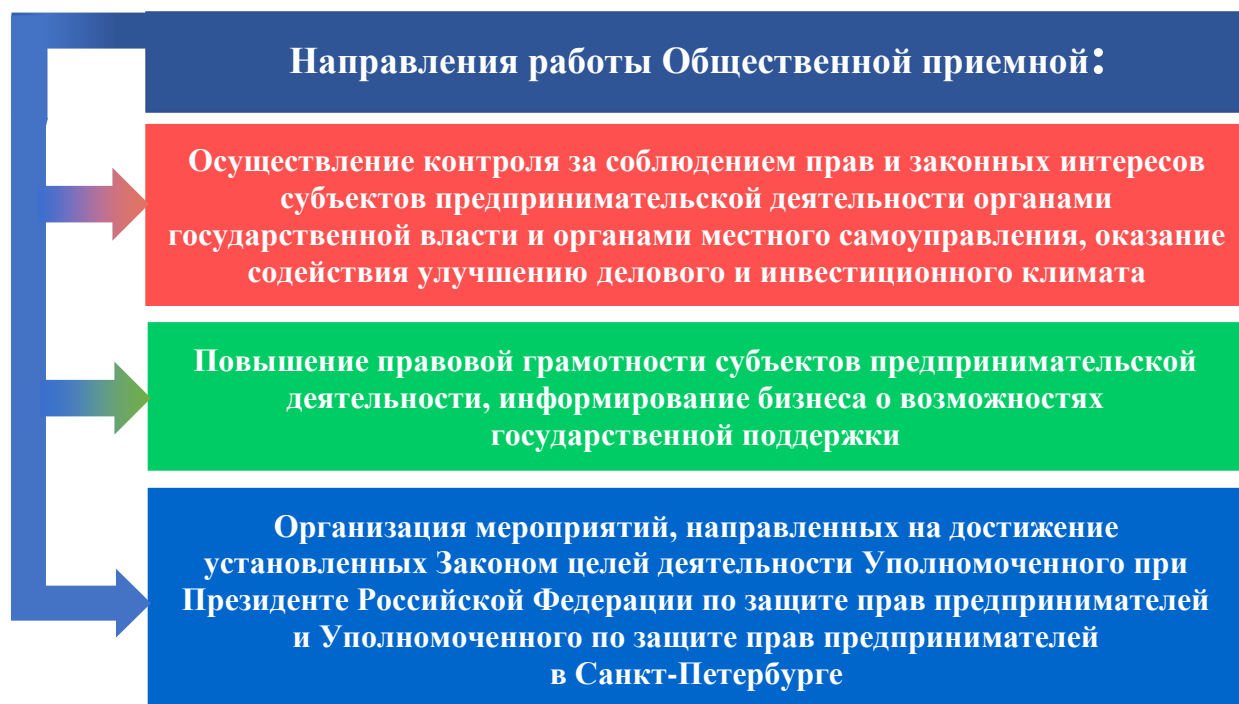 Направления работы Общественной приемной:
Осуществление контроля за соблюдением прав и законных интересов
субъектов предпринимательской деятельности органами
государственной власти и органами местного самоуправления, оказание
содействия улучшению делового и инвестиционного климата
Повышение правовой грамотности субъектов предпринимательской
деятельности, информирование бизнеса о возможностях
государственной поддержки
Организация мероприятий, направленных на достижение
установленных Законом целей деятельности Уполномоченного при
Президенте Российской Федерации по защите прав предпринимателей
и Уполномоченного по защите прав предпринимателей
в Санкт-Петербурге